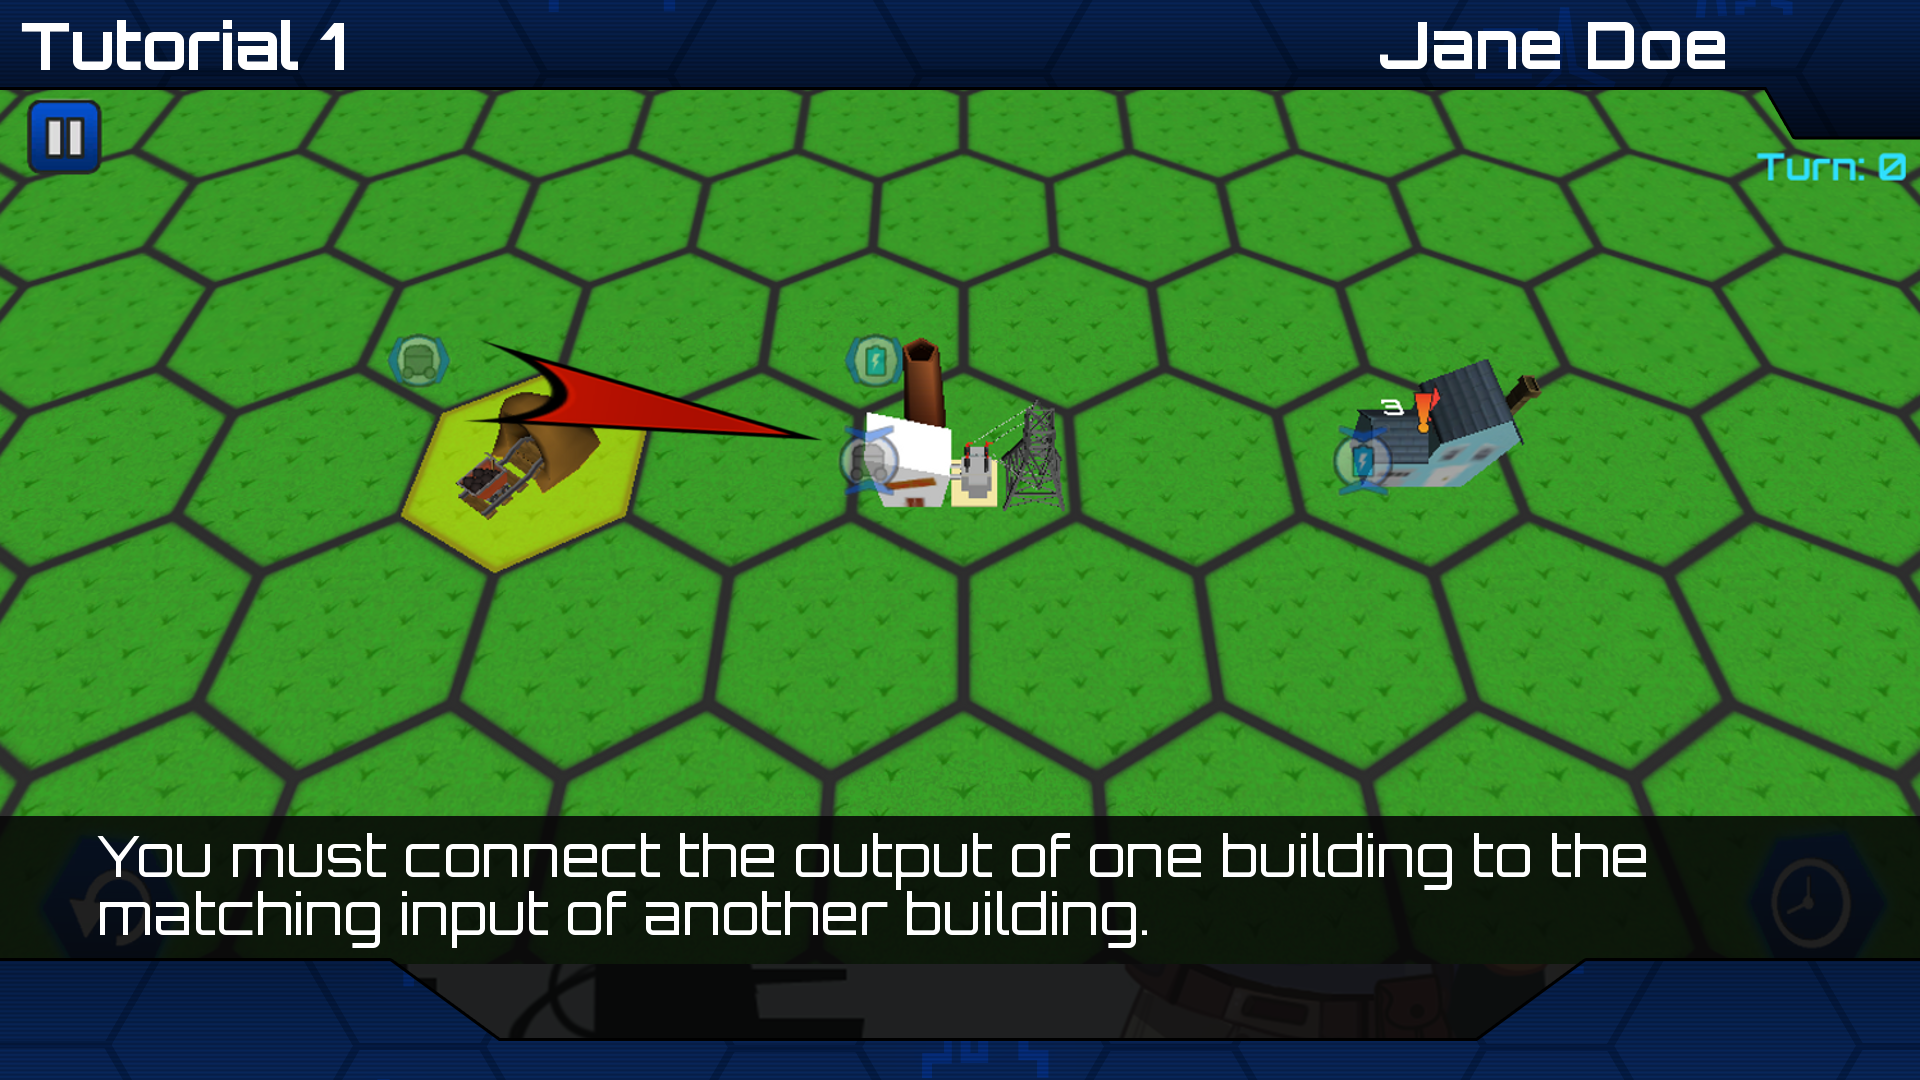 Tutorial 1
Jane Doe
Turn: 0
3
You must connect the output of one building to the
matching input of another building.